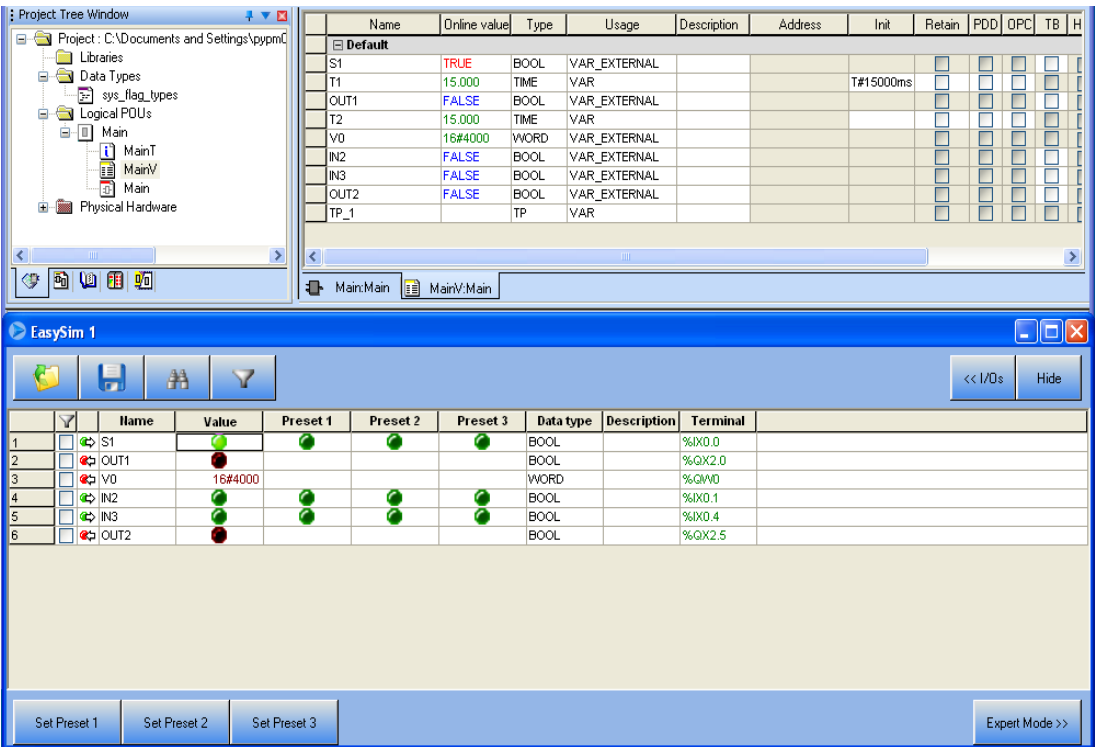 Project Tree Window
Project : C:\Documents and Settings\pypm
Libraries
Data Types
sys_flag_types
Logical POUs
Main
MainT
MainV
Main
Physical Hardware
Name Online value Type Usage Description Address Init Retain PDD OPC TB H
Default
S1 TRUE BOOL VAR_EXTERNAL
T1 15.000 TIME VAR T#15000ms
OUT1 FALSE BOOL VAR_EXTERNAL
T2 15.000 TIME VAR
V0 16#4000 WORD VAR_EXTERNAL
IN2 FALSE BOOL VAR_EXTERNAL
IN3 FALSE BOOL VAR_EXTERNAL
OUT2 FALSE BOOL VAR_EXTERNAL
TP_1 TP VAR
Main:Main MainV:Main
EasySim 1
<< I/Os Hide
Name Value Preset 1 Preset 2 Preset 3 Data type Description Terminal
1 S1 BOOL %IX0.0
2 OUT1 BOOL %QX2.0
3 V0 16#4000 WORD %QW0
4 IN2 BOOL %IX0.1
5 IN3 BOOL %IX0.4
6 OUT2 BOOL %QX2.5
Set Preset 1 Set Preset 2 Set Preset 3 Expert Mode >>